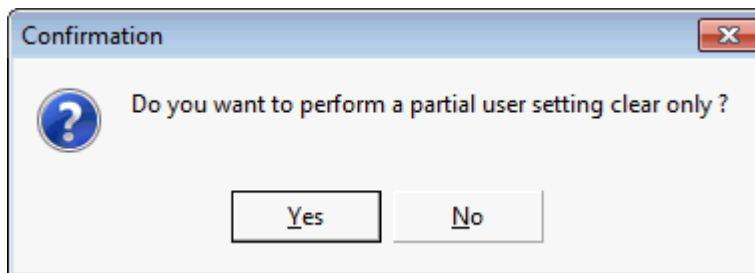 Confirmation
Do you want to perform a partial user setting clear only ?
Yes
No